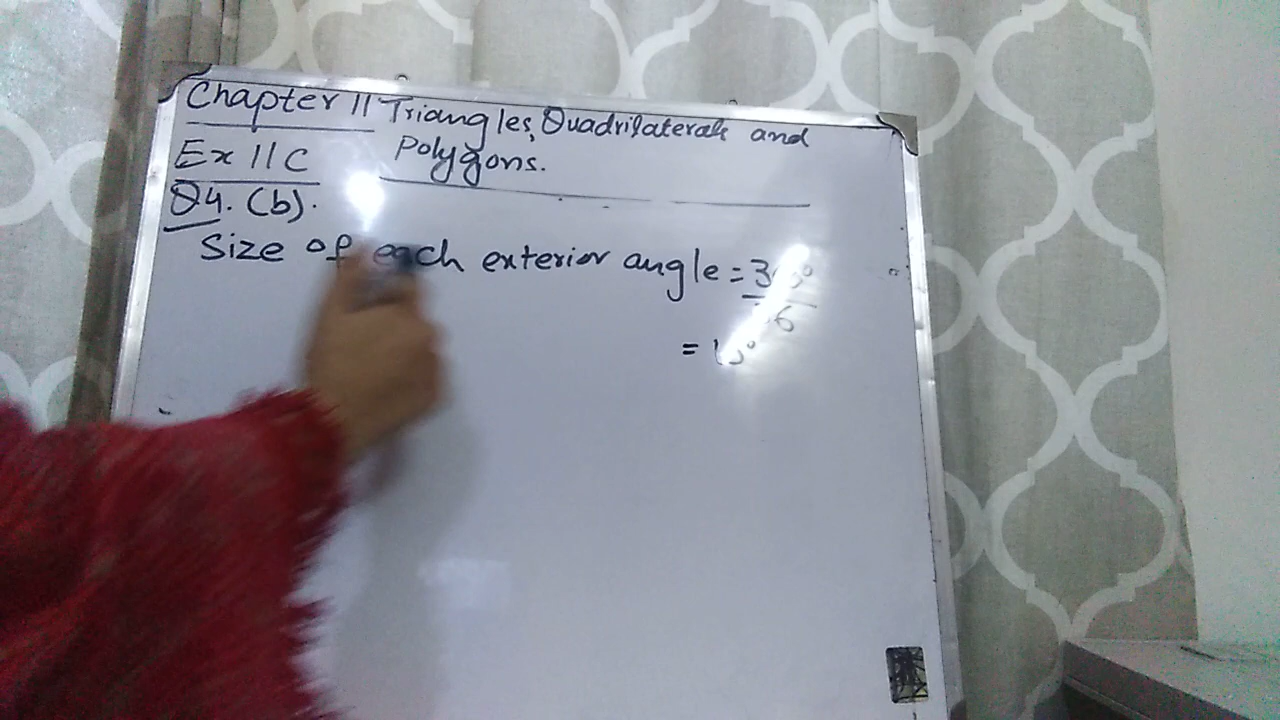 Chapter 11 Triangles, Quadrilaterals and
Polygons.
Ex 11C
Q4. (b).
Size of each exterior angle =
=